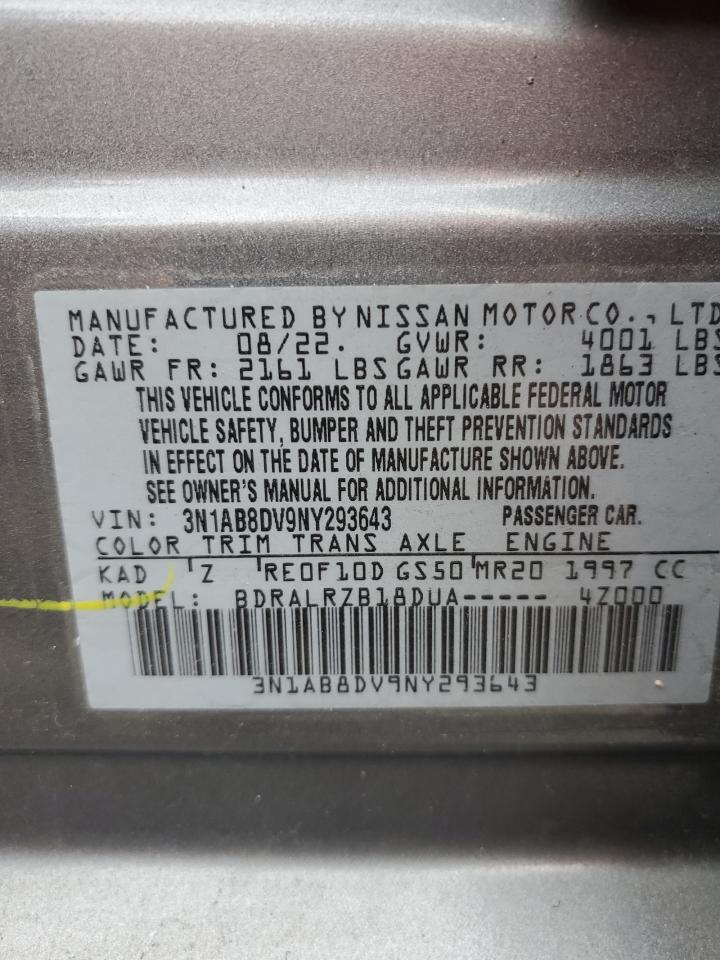 MANUFACTURED BY NISSAN MOTOR CO., LTD
DATE: 08/22. GVWR: 4001 LBS
GAWR FR: 2161 LBS GAWR RR: 1863 LBS
THIS VEHICLE CONFORMS TO ALL APPLICABLE FEDERAL MOTOR
VEHICLE SAFETY, BUMPER AND THEFT PREVENTION STANDARDS
IN EFFECT ON THE DATE OF MANUFACTURE SHOWN ABOVE.
SEE OWNER'S MANUAL FOR ADDITIONAL INFORMATION.
VIN: 3N1AB8DV9NY293643 PASSENGER CAR.
COLOR TRIM TRANS AXLE ENGINE
KAD Z RE0F10D GS50 MR20 1997 CC
MODEL: BDRALRZB18DUA----- 4Z000
3N1AB8DV9NY293643